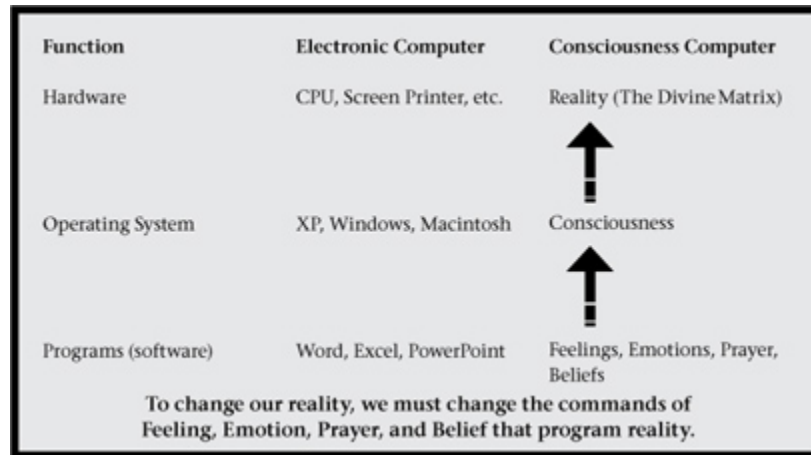 Function Electronic Computer Consciousness Computer
Hardware CPU, Screen Printer, etc. Reality (The Divine Matrix)
Operating System XP, Windows, Macintosh Consciousness
Programs (software) Word, Excel, PowerPoint Feelings, Emotions, Prayer,
Beliefs
To change our reality, we must change the commands of
Feeling, Emotion, Prayer, and Belief that program reality.